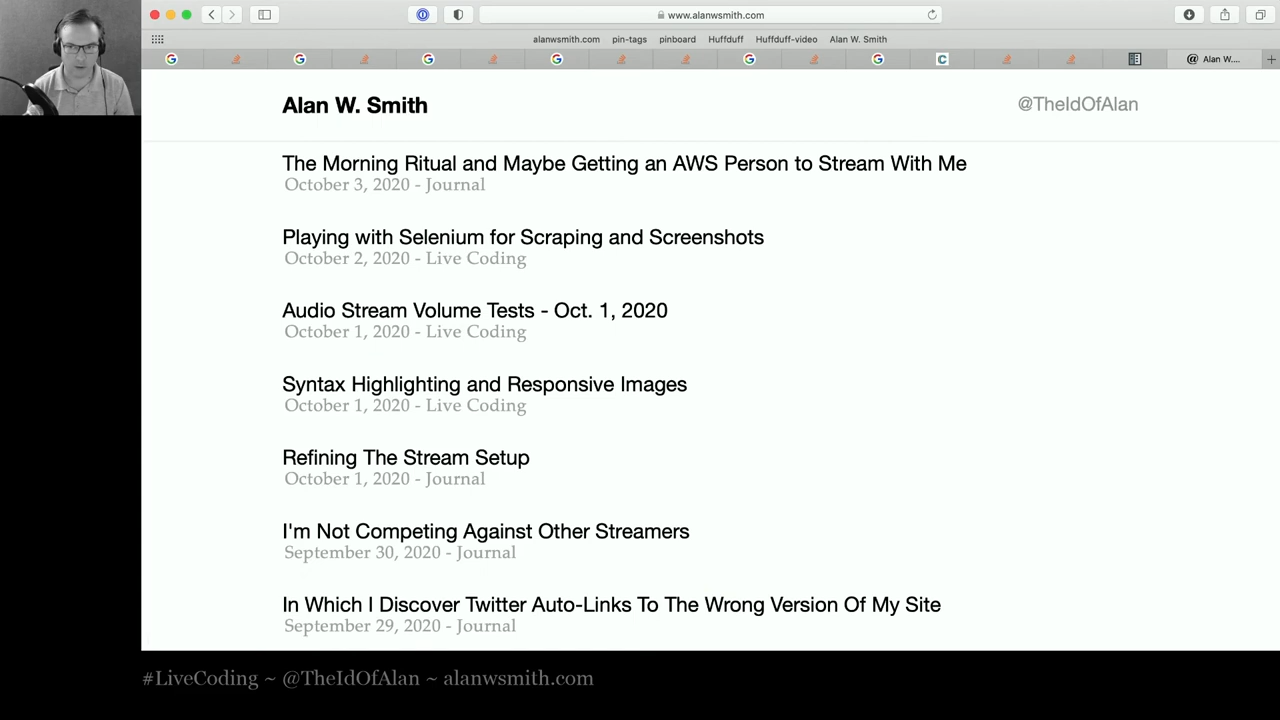 www.alanwsmith.com
alanwsmith.com pin-tags pinboard Huffduff Huffduff-video Alan W. Smith
@ Alan W....
Alan W. Smith
@TheIdOfAlan
The Morning Ritual and Maybe Getting an AWS Person to Stream With Me
October 3, 2020 - Journal
Playing with Selenium for Scraping and Screenshots
October 2, 2020 - Live Coding
Audio Stream Volume Tests - Oct. 1, 2020
October 1, 2020 - Live Coding
Syntax Highlighting and Responsive Images
October 1, 2020 - Live Coding
Refining The Stream Setup
October 1, 2020 - Journal
I'm Not Competing Against Other Streamers
September 30, 2020 - Journal
In Which I Discover Twitter Auto-Links To The Wrong Version Of My Site
September 29, 2020 - Journal
#LiveCoding ~ @TheIdOfAlan ~ alanwsmith.com